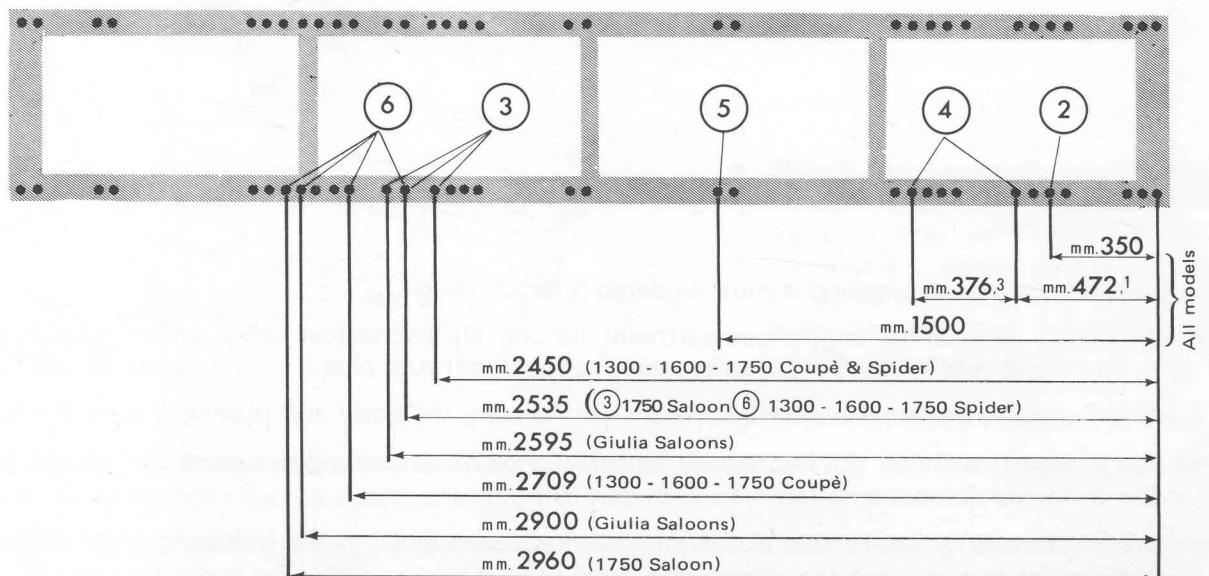 6 3 5 4 2
mm.350
mm.376,3 mm.472.1
mm.1500
All models
mm.2450 (1300 - 1600 - 1750 Coupè & Spider)
mm.2535 (3 1750 Saloon 6 1300 - 1600 - 1750 Spider)
mm.2595 (Giulia Saloons)
mm.2709 (1300 - 1600 - 1750 Coupè)
mm.2900 (Giulia Saloons)
mm.2960 (1750 Saloon)